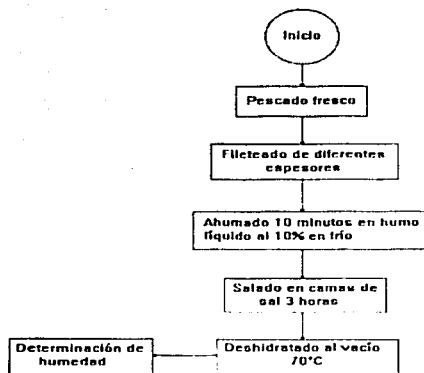 Inicio
Pescado fresco
Fileteado de diferentes
espesores
Ahumado 10 minutos en humo
líquido al 10% en frío
Salado en camas de
sal 3 horas
Determinación de
humedad
Deshidratado al vacío
70°C